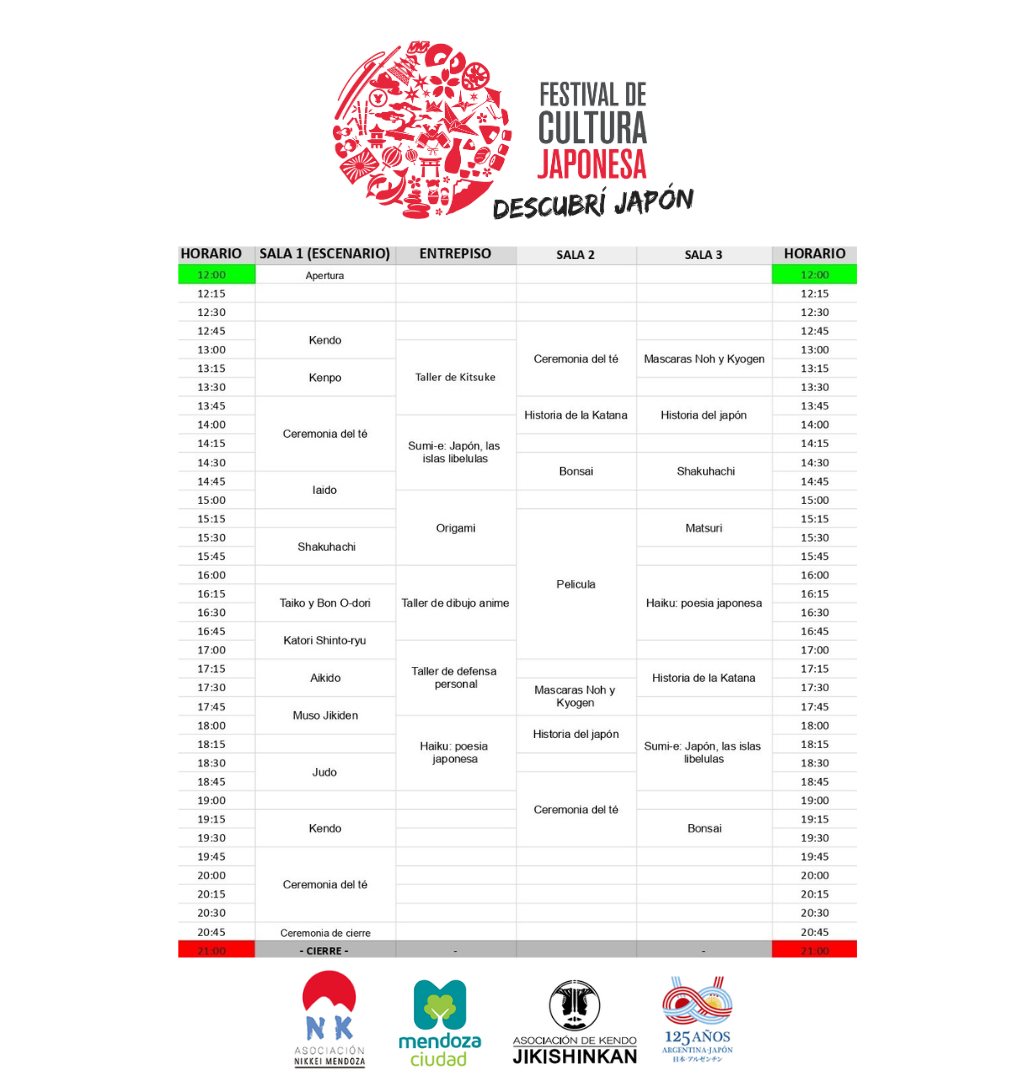 FESTIVAL DE
CULTURA
JAPONESA
DESCUBRÍ JAPÓN
HORARIO SALA 1 (ESCENARIO) ENTREPISO SALA 2 SALA 3 HORARIO
12:00 Apertura 12:00
12:15 12:15
12:30 12:30
12:45 12:45
Kendo
13:00 13:00
Ceremonia del té Mascaras Noh y Kyogen
13:15 13:15
Kenpo Taller de Kitsuke
13:30 13:30
13:45 13:45
Historia de la Katana Historia del japón
14:00 14:00
Ceremonia del té
14:15 14:15
Sumi-e: Japón, las
islas libelulas
14:30 14:30
Bonsai Shakuhachi
14:45 14:45
Iaido
15:00 15:00
15:15 15:15
Origami Matsuri
15:30 15:30
Shakuhachi
15:45 15:45
16:00 16:00
Pelicula
16:15 16:15
Taiko y Bon O-dori Taller de dibujo anime Haiku: poesia japonesa
16:30 16:30
16:45 16:45
Katori Shinto-ryu
17:00 17:00
17:15 17:15
Aikido Taller de defensa
personal Historia de la Katana
17:30 17:30
Mascaras Noh y
Kyogen
17:45 17:45
Muso Jikiden
18:00 18:00
Historia del japón
18:15 18:15
Haiku: poesia
japonesa Sumi-e: Japón, las islas
libelulas
18:30 18:30
Judo
18:45 18:45
19:00 19:00
Ceremonia del té
19:15 19:15
Kendo Bonsai
19:30 19:30
19:45 19:45
20:00 20:00
Ceremonia del té
20:15 20:15
20:30 20:30
20:45 Ceremonia de cierre 20:45
21:00 - CIERRE - - - 21:00
NK
ASOCIACIÓN
NIKKEI MENDOZA
mendoza
ciudad
ASOCIACIÓN DE KENDO
JIKISHINKAN
125 AÑOS
ARGENTINA-JAPÓN
日本・アルゼンチン